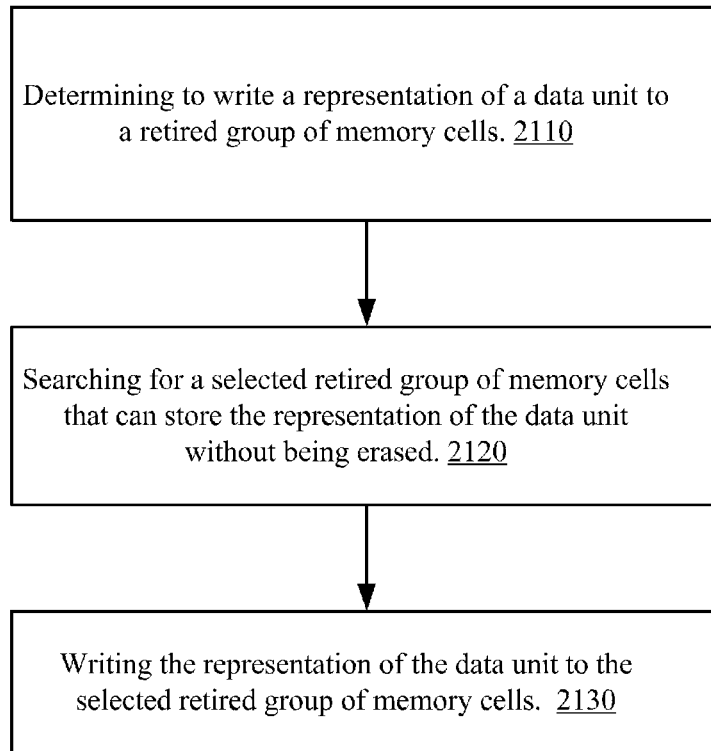 Determining to write a representation of a data unit to
a retired group of memory cells. 2110
Searching for a selected retired group of memory cells
that can store the representation of the data unit
without being erased. 2120
Writing the representation of the data unit to the
selected retired group of memory cells. 2130